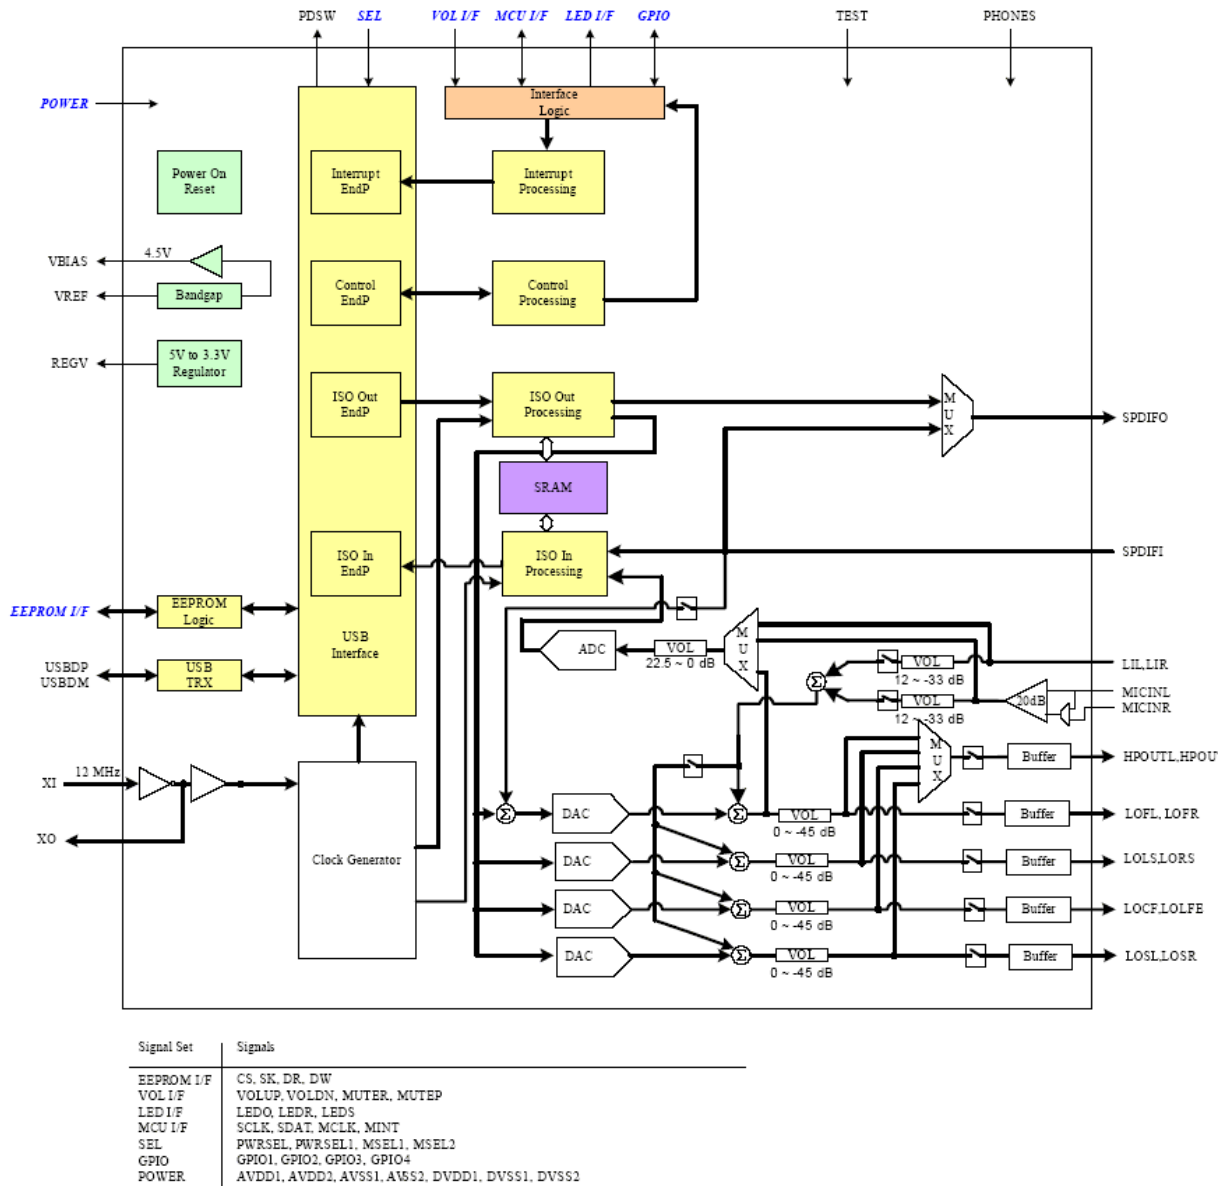 PDSW SEL VOL I/F MCU I/F LED I/F GPIO TEST PHONES
POWER
Interface
Logic
Power On
Reset
Interrupt
EndP
Interrupt
Processing
4.5V
VBIAS
VREF
Bandgap
Control
EndP
Control
Processing
REGV
5V to 3.3V
Regulator
ISO Out
EndP
ISO Out
Processing
MUX
SPDIFO
SRAM
ISO In
EndP
ISO In
Processing
SPDIFI
EEPROM I/F
EEPROM
Logic
USB
Interface
ADC
VOL
22.5 ~ 0 dB
MUX
Σ
VOL
12 ~ -33 dB
LIL,LIR
USBDP
USBDM
USB
TRX
VOL
12 ~ -33 dB
20dB
MICINL
MICINR
MUX
Buffer
HPOUTL,HPOU
XI
12 MHz
XO
Clock Generator
Σ
DAC
Σ
VOL
0 ~ -45 dB
Buffer
LOFL, LOFR
DAC
Σ
VOL
0 ~ -45 dB
Buffer
LOLS,LORS
DAC
Σ
VOL
0 ~ -45 dB
Buffer
LOCF,LOLFE
DAC
Σ
VOL
0 ~ -45 dB
Buffer
LOSL,LOSR
Signal Set Signals
EEPROM I/F CS, SK, DR, DW
VOL I/F VOLUP, VOLDN, MUTER, MUTEP
LED I/F LEDO, LEDR, LEDS
MCU I/F SCLK, SDAT, MCLK, MINT
SEL PWRSEL, PWRSEL1, MSEL1, MSEL2
GPIO GPIO1, GPIO2, GPIO3, GPIO4
POWER AVDD1, AVDD2, AVSS1, AVSS2, DVDD1, DVSS1, DVSS2